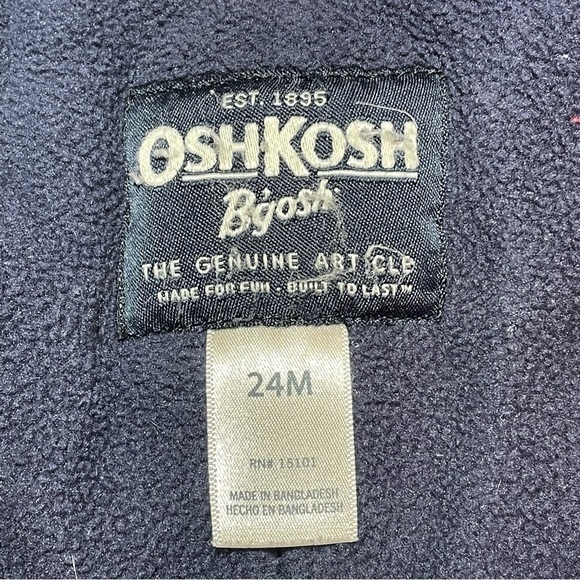 EST. 1895
OSHKOSH
B'gosh
THE GENUINE ARTICLE
MADE FOR FUN · BUILT TO LAST™
24M
RN# 15101
MADE IN BANGLADESH
HECHO EN BANGLADESH